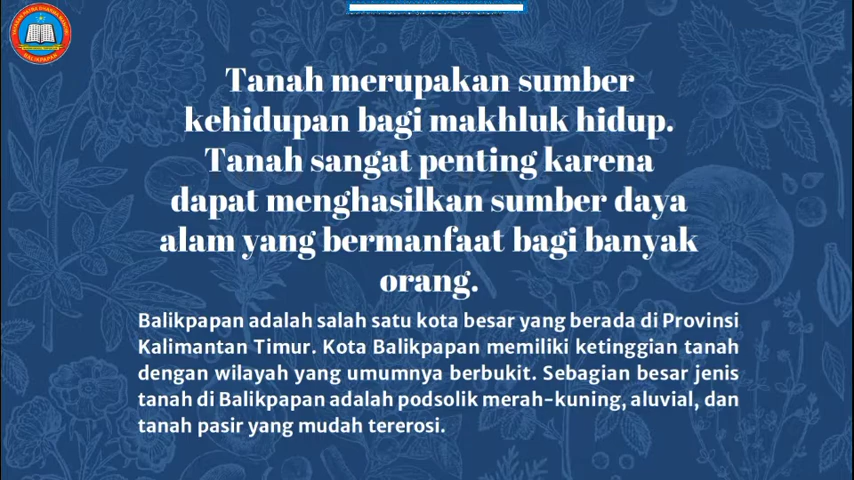 Tanah merupakan sumber
kehidupan bagi makhluk hidup.
Tanah sangat penting karena
dapat menghasilkan sumber daya
alam yang bermanfaat bagi banyak
orang.
Balikpapan adalah salah satu kota besar yang berada di Provinsi
Kalimantan Timur. Kota Balikpapan memiliki ketinggian tanah
dengan wilayah yang umumnya berbukit. Sebagian besar jenis
tanah di Balikpapan adalah podsolik merah-kuning, aluvial, dan
tanah pasir yang mudah tererosi.